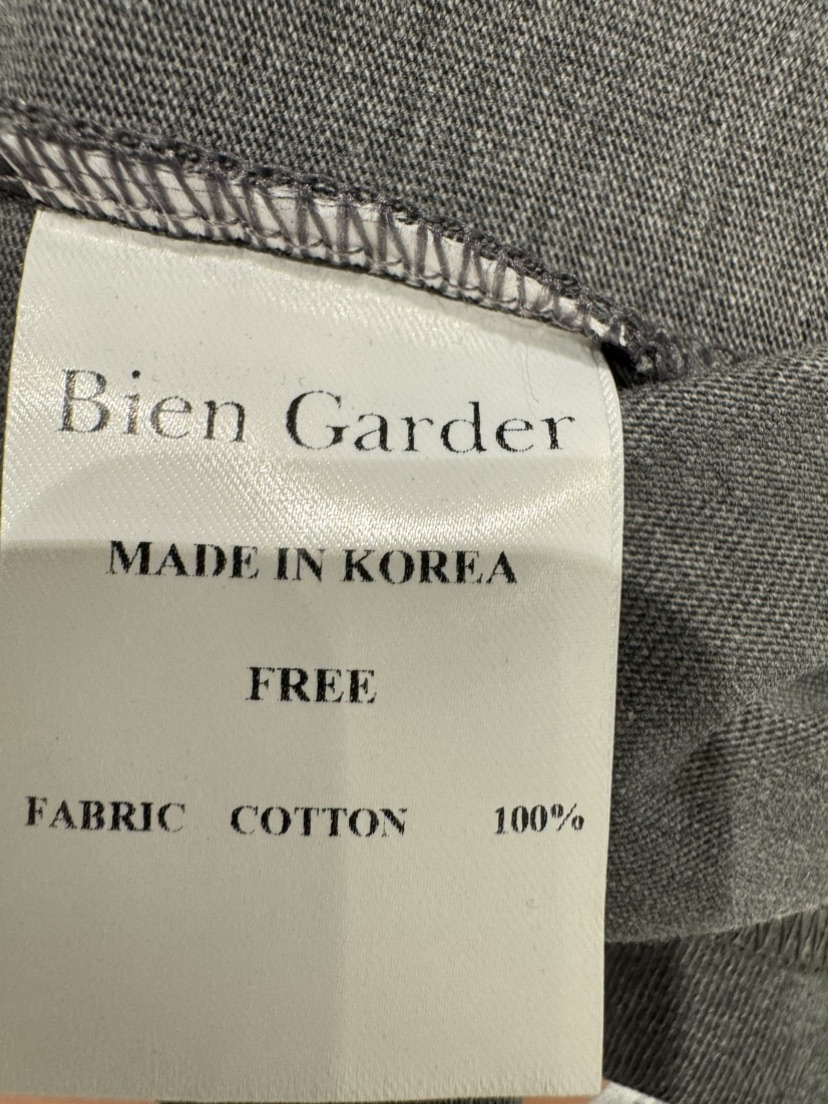 Bien Garder
MADE IN KOREA
FREE
FABRIC COTTON 100%